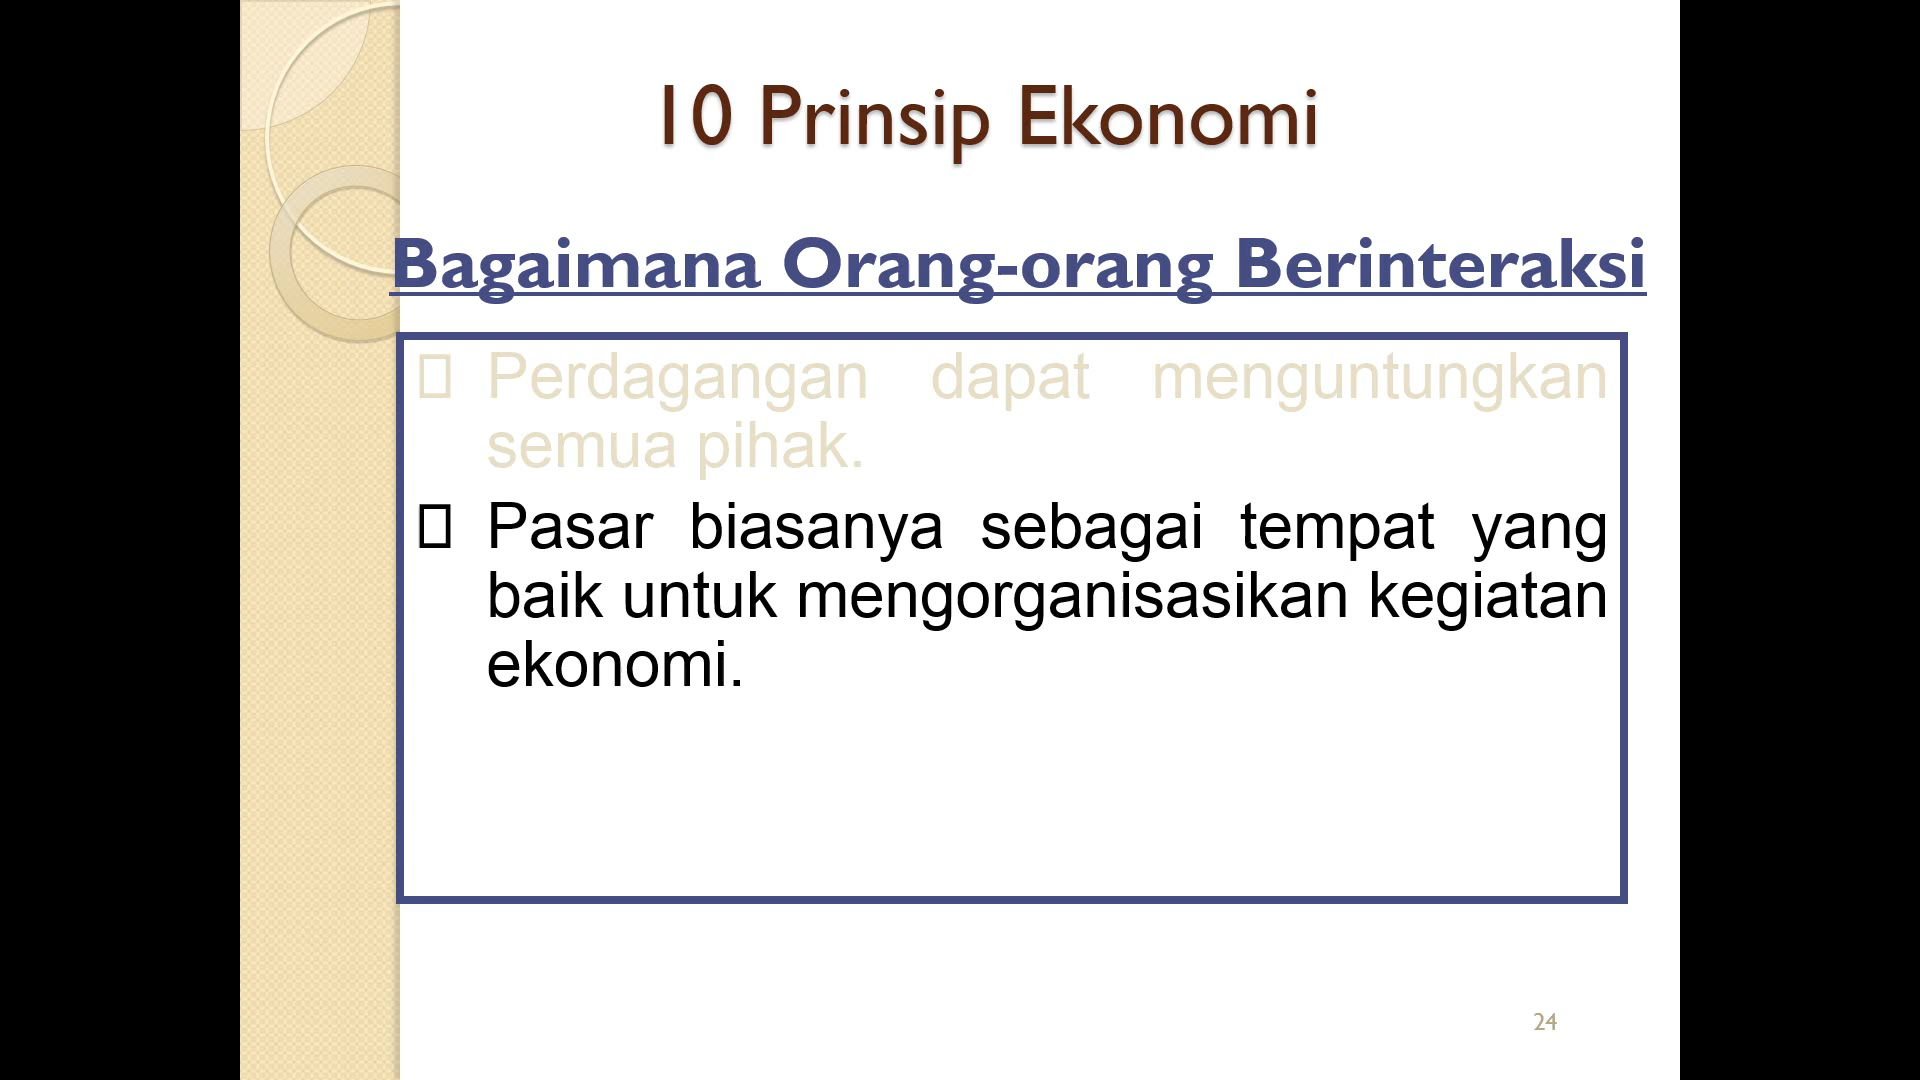 10 Prinsip Ekonomi
Bagaimana Orang-orang Berinteraksi
Perdagangan dapat menguntungkan
semua pihak.
Pasar biasanya sebagai tempat yang
baik untuk mengorganisasikan kegiatan
ekonomi.
24